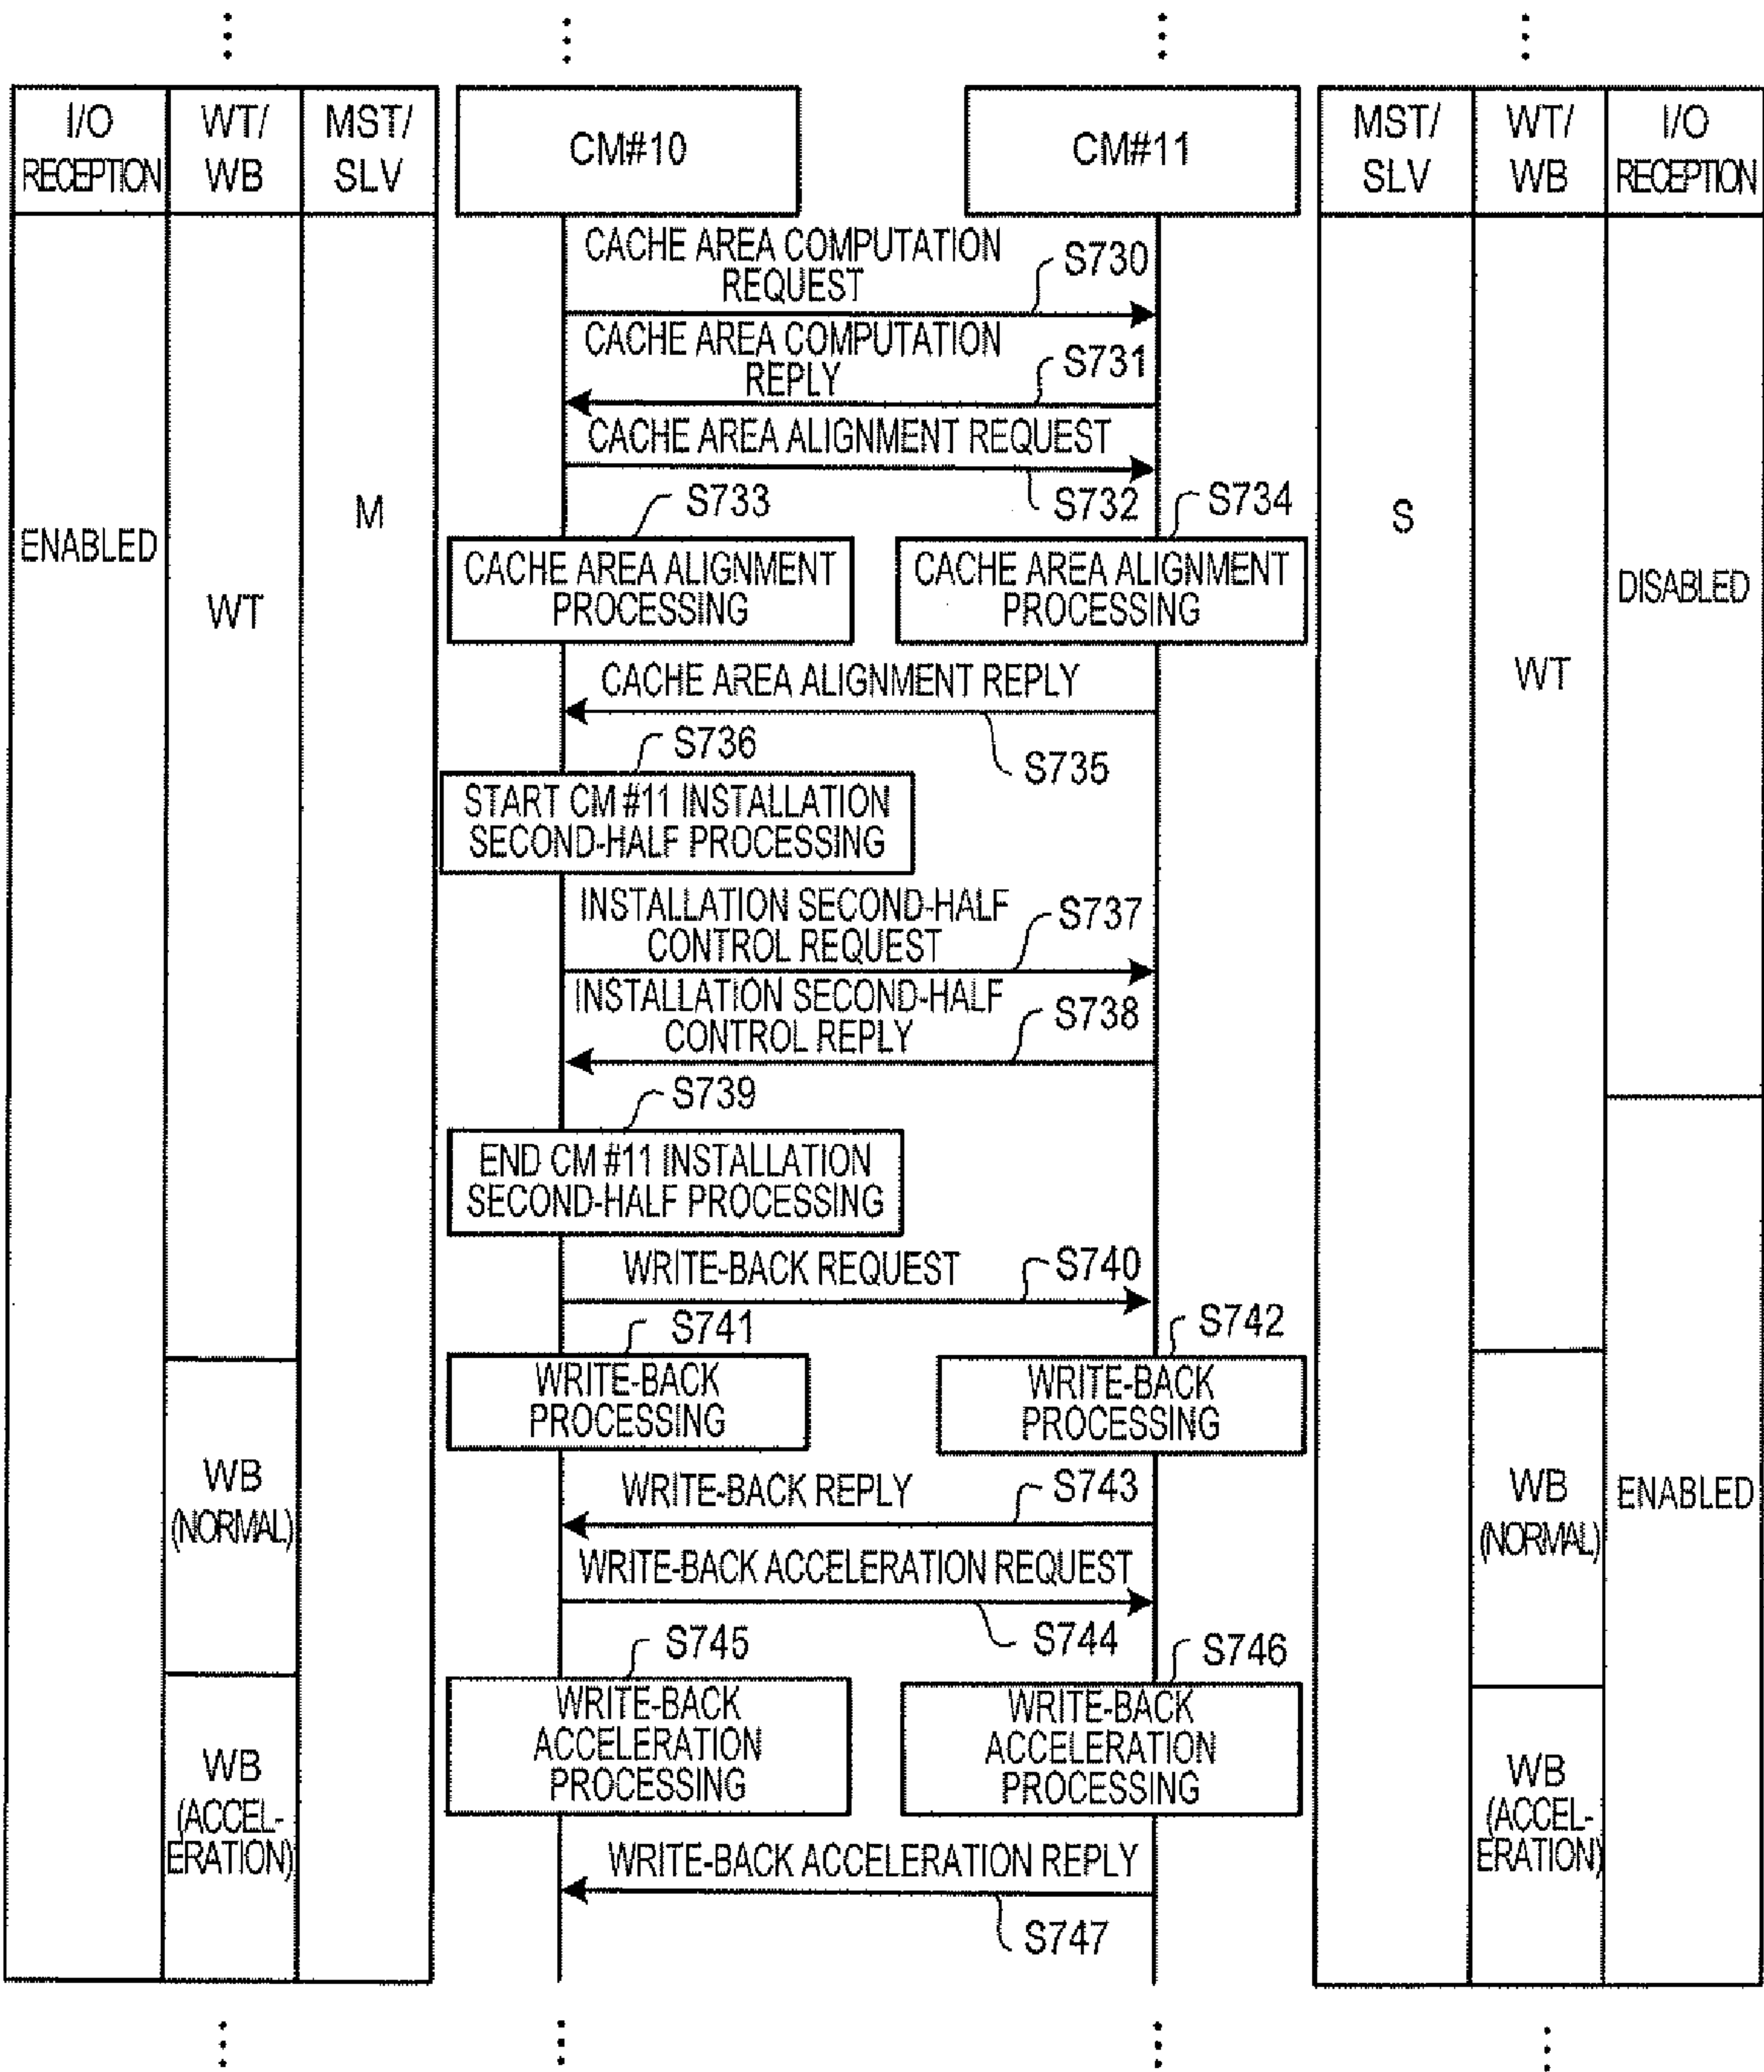 I/O
RECEPTION
WT/
WB
MST/
SLV
CM#10
CM#11
MST/
SLV
WT/
WB
I/O
RECEPTION
CACHE AREA COMPUTATION
REQUEST
S730
CACHE AREA COMPUTATION
REPLY
S731
CACHE AREA ALIGNMENT REQUEST
S732
S733
S734
ENABLED
WT
M
CACHE AREA ALIGNMENT
PROCESSING
CACHE AREA ALIGNMENT
PROCESSING
S
WT
DISABLED
CACHE AREA ALIGNMENT REPLY
S735
S736
START CM #11 INSTALLATION
SECOND-HALF PROCESSING
INSTALLATION SECOND-HALF
CONTROL REQUEST
S737
INSTALLATION SECOND-HALF
CONTROL REPLY
S738
S739
END CM #11 INSTALLATION
SECOND-HALF PROCESSING
WRITE-BACK REQUEST
S740
S741
S742
WRITE-BACK
PROCESSING
WRITE-BACK
PROCESSING
WB
(NORMAL)
WRITE-BACK REPLY
S743
WB
(NORMAL)
ENABLED
WRITE-BACK ACCELERATION REQUEST
S744
S745
S746
WRITE-BACK
ACCELERATION
PROCESSING
WRITE-BACK
ACCELERATION
PROCESSING
WB
(ACCEL-
ERATION)
WB
(ACCEL-
ERATION)
WRITE-BACK ACCELERATION REPLY
S747